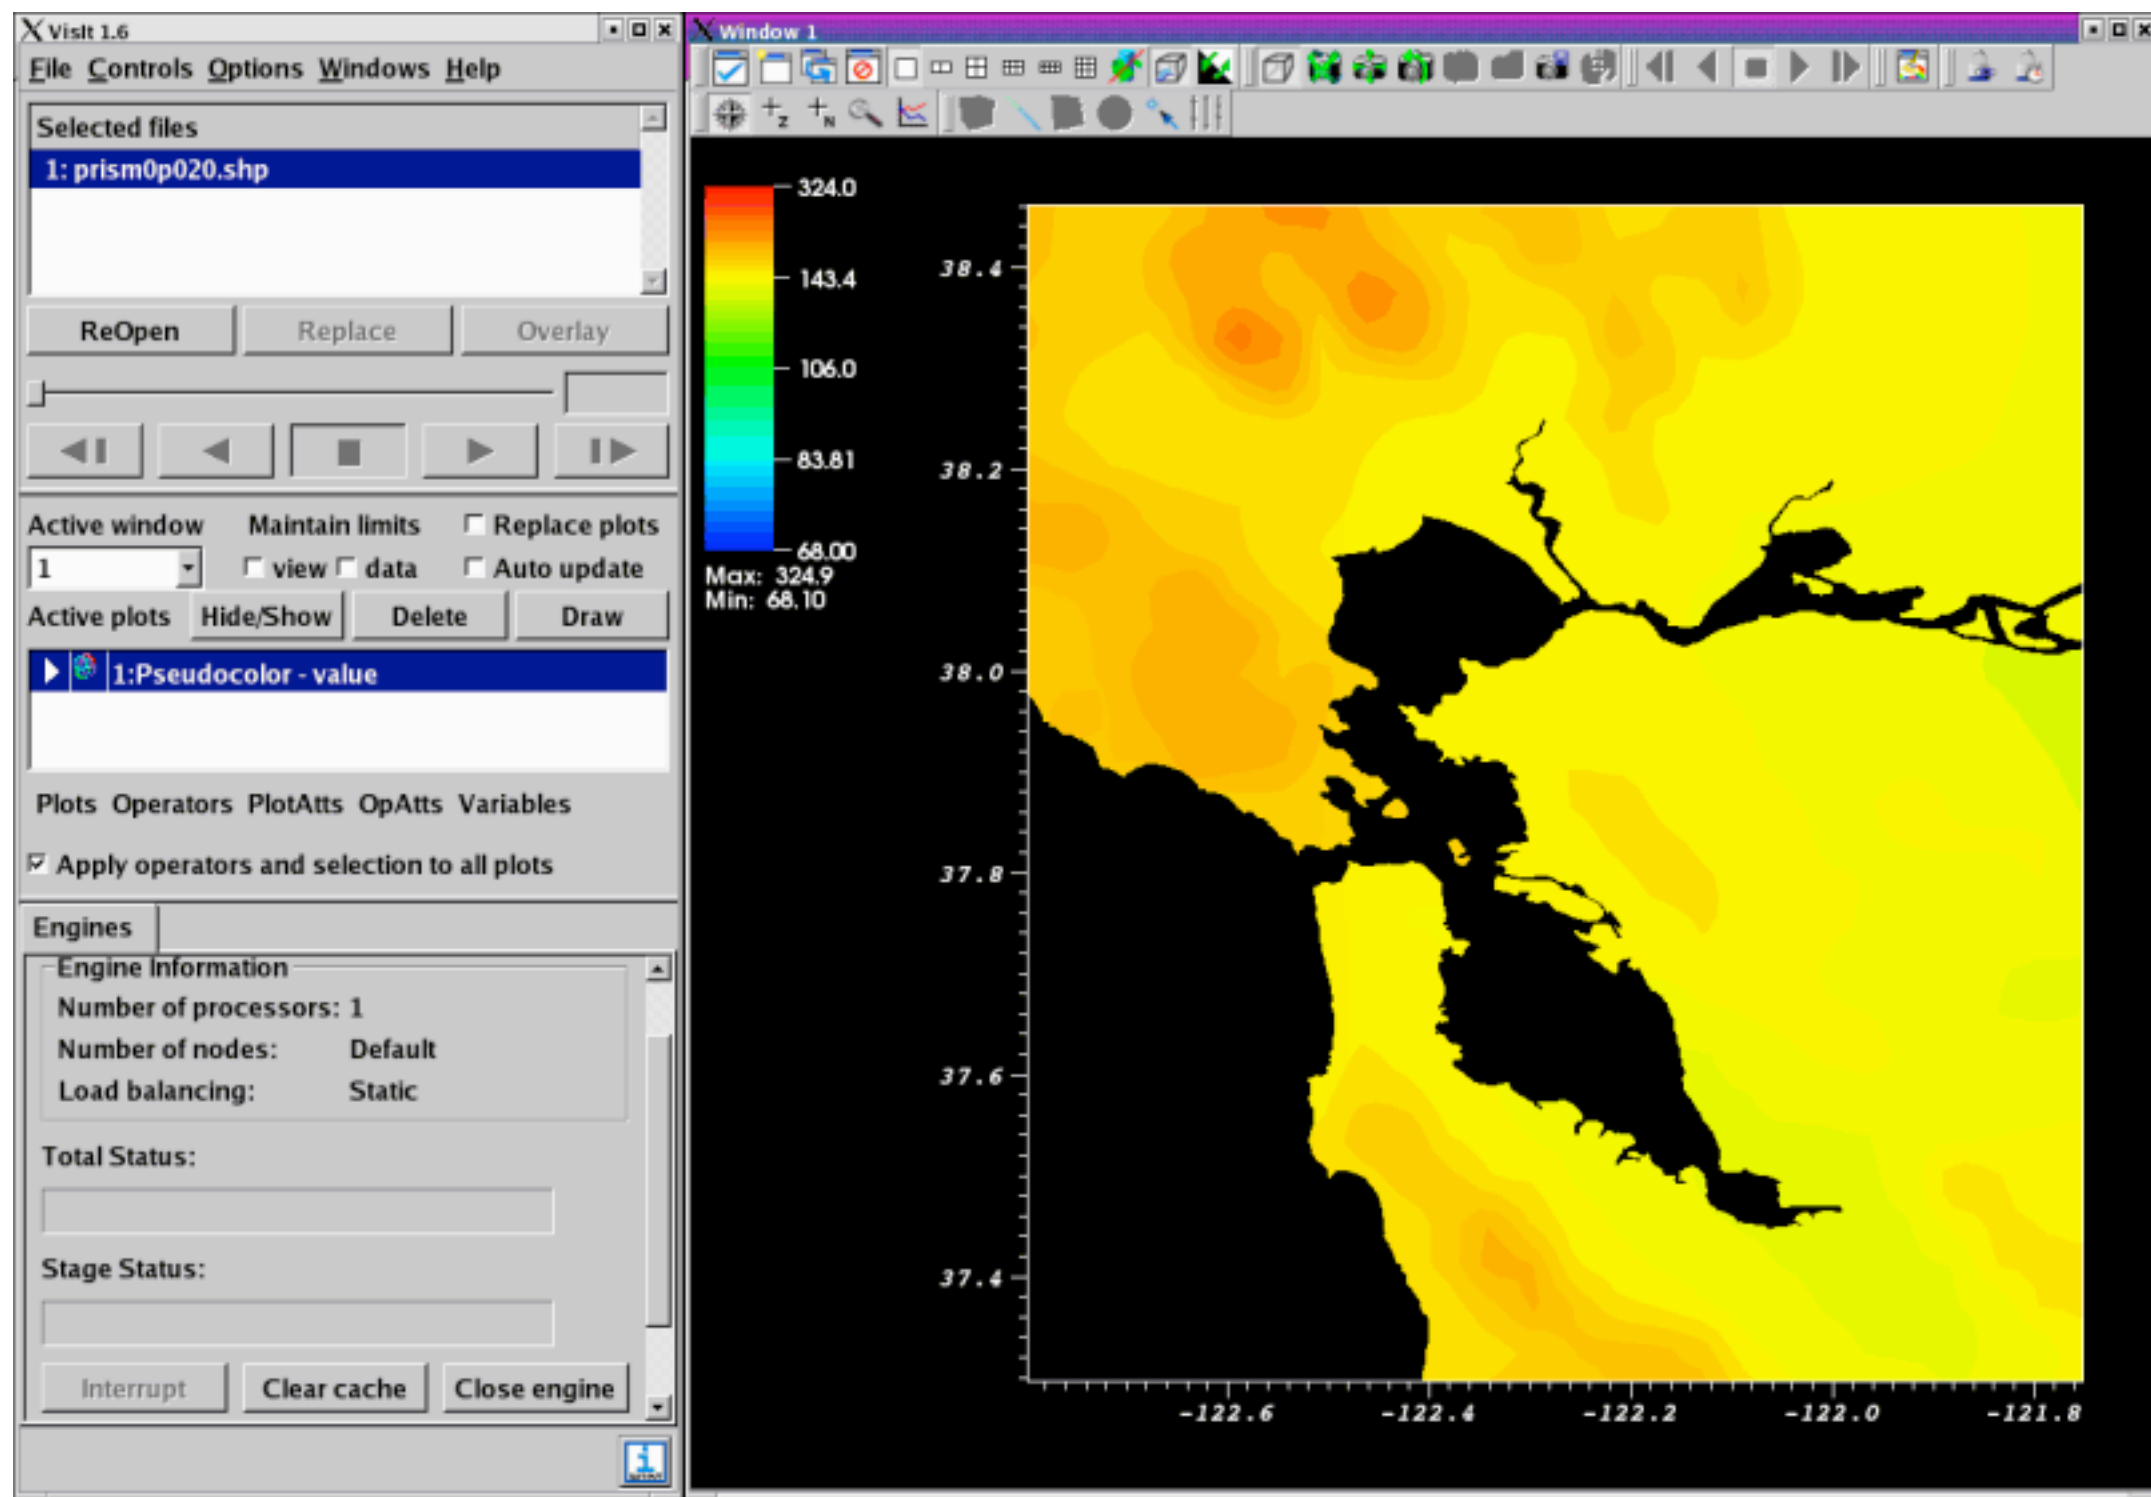 VisIt 1.6
File Controls Options Windows Help
Selected files
1: prism0p020.shp
ReOpen Replace Overlay
Active window Maintain limits Replace plots
1 view data Auto update
Active plots Hide/Show Delete Draw
1:Pseudocolor - value
Plots Operators PlotAtts OpAtts Variables
Apply operators and selection to all plots
Engines
Engine Information
Number of processors: 1
Number of nodes: Default
Load balancing: Static
Total Status:
Stage Status:
Interrupt Clear cache Close engine
Window 1
324.0
143.4
106.0
83.81
68.00
Max: 324.9
Min: 68.10
38.4
38.2
38.0
37.8
37.6
37.4
-122.6 -122.4 -122.2 -122.0 -121.8